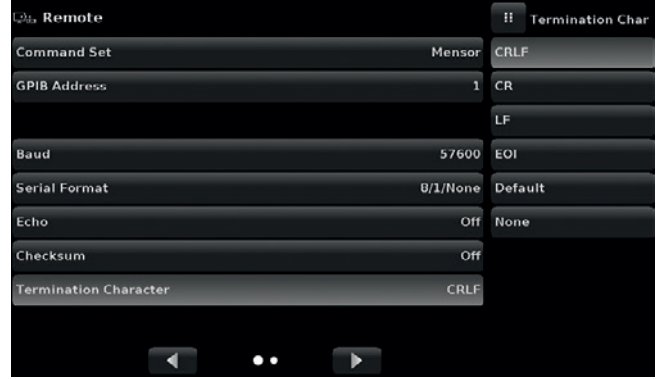 Remote
Command Set Mensor
GPIB Address 1
Baud 57600
Serial Format 8/1/None
Echo Off
Checksum Off
Termination Character CRLF
Termination Char
CRLF
CR
LF
EOI
Default
None